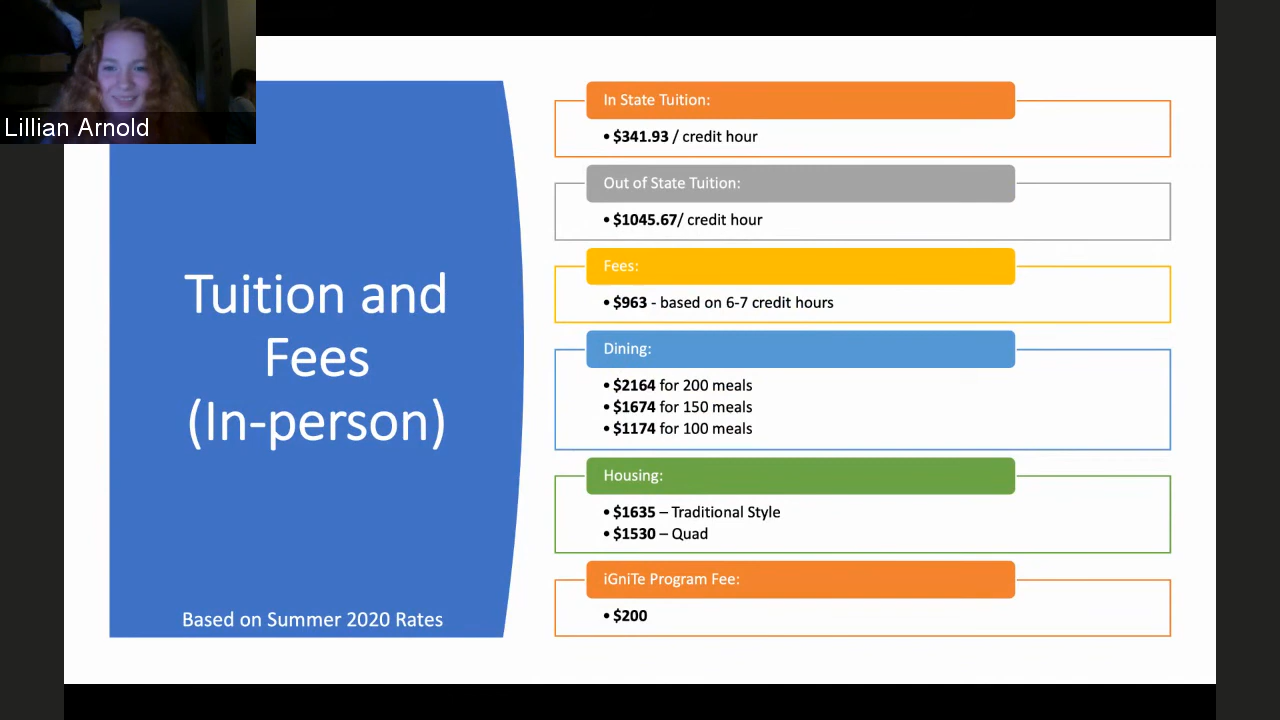 Lillian Arnold
Tuition and
Fees
(In-person)
Based on Summer 2020 Rates
In State Tuition:
• $341.93 / credit hour
Out of State Tuition:
• $1045.67/ credit hour
Fees:
• $963 - based on 6-7 credit hours
Dining:
• $2164 for 200 meals
• $1674 for 150 meals
• $1174 for 100 meals
Housing:
• $1635 – Traditional Style
• $1530 – Quad
iGniTe Program Fee:
• $200